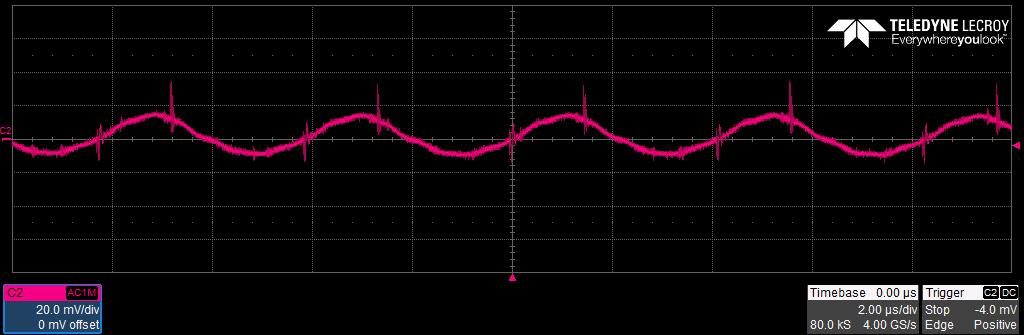 TELEDYNE LECROY
Everywhereyoulook™
C2
C2 AC1M
20.0 mV/div
0 mV offset
Timebase 0.00 µs
2.00 µs/div
80.0 kS 4.00 GS/s
Trigger C2 DC
Stop -4.0 mV
Edge Positive